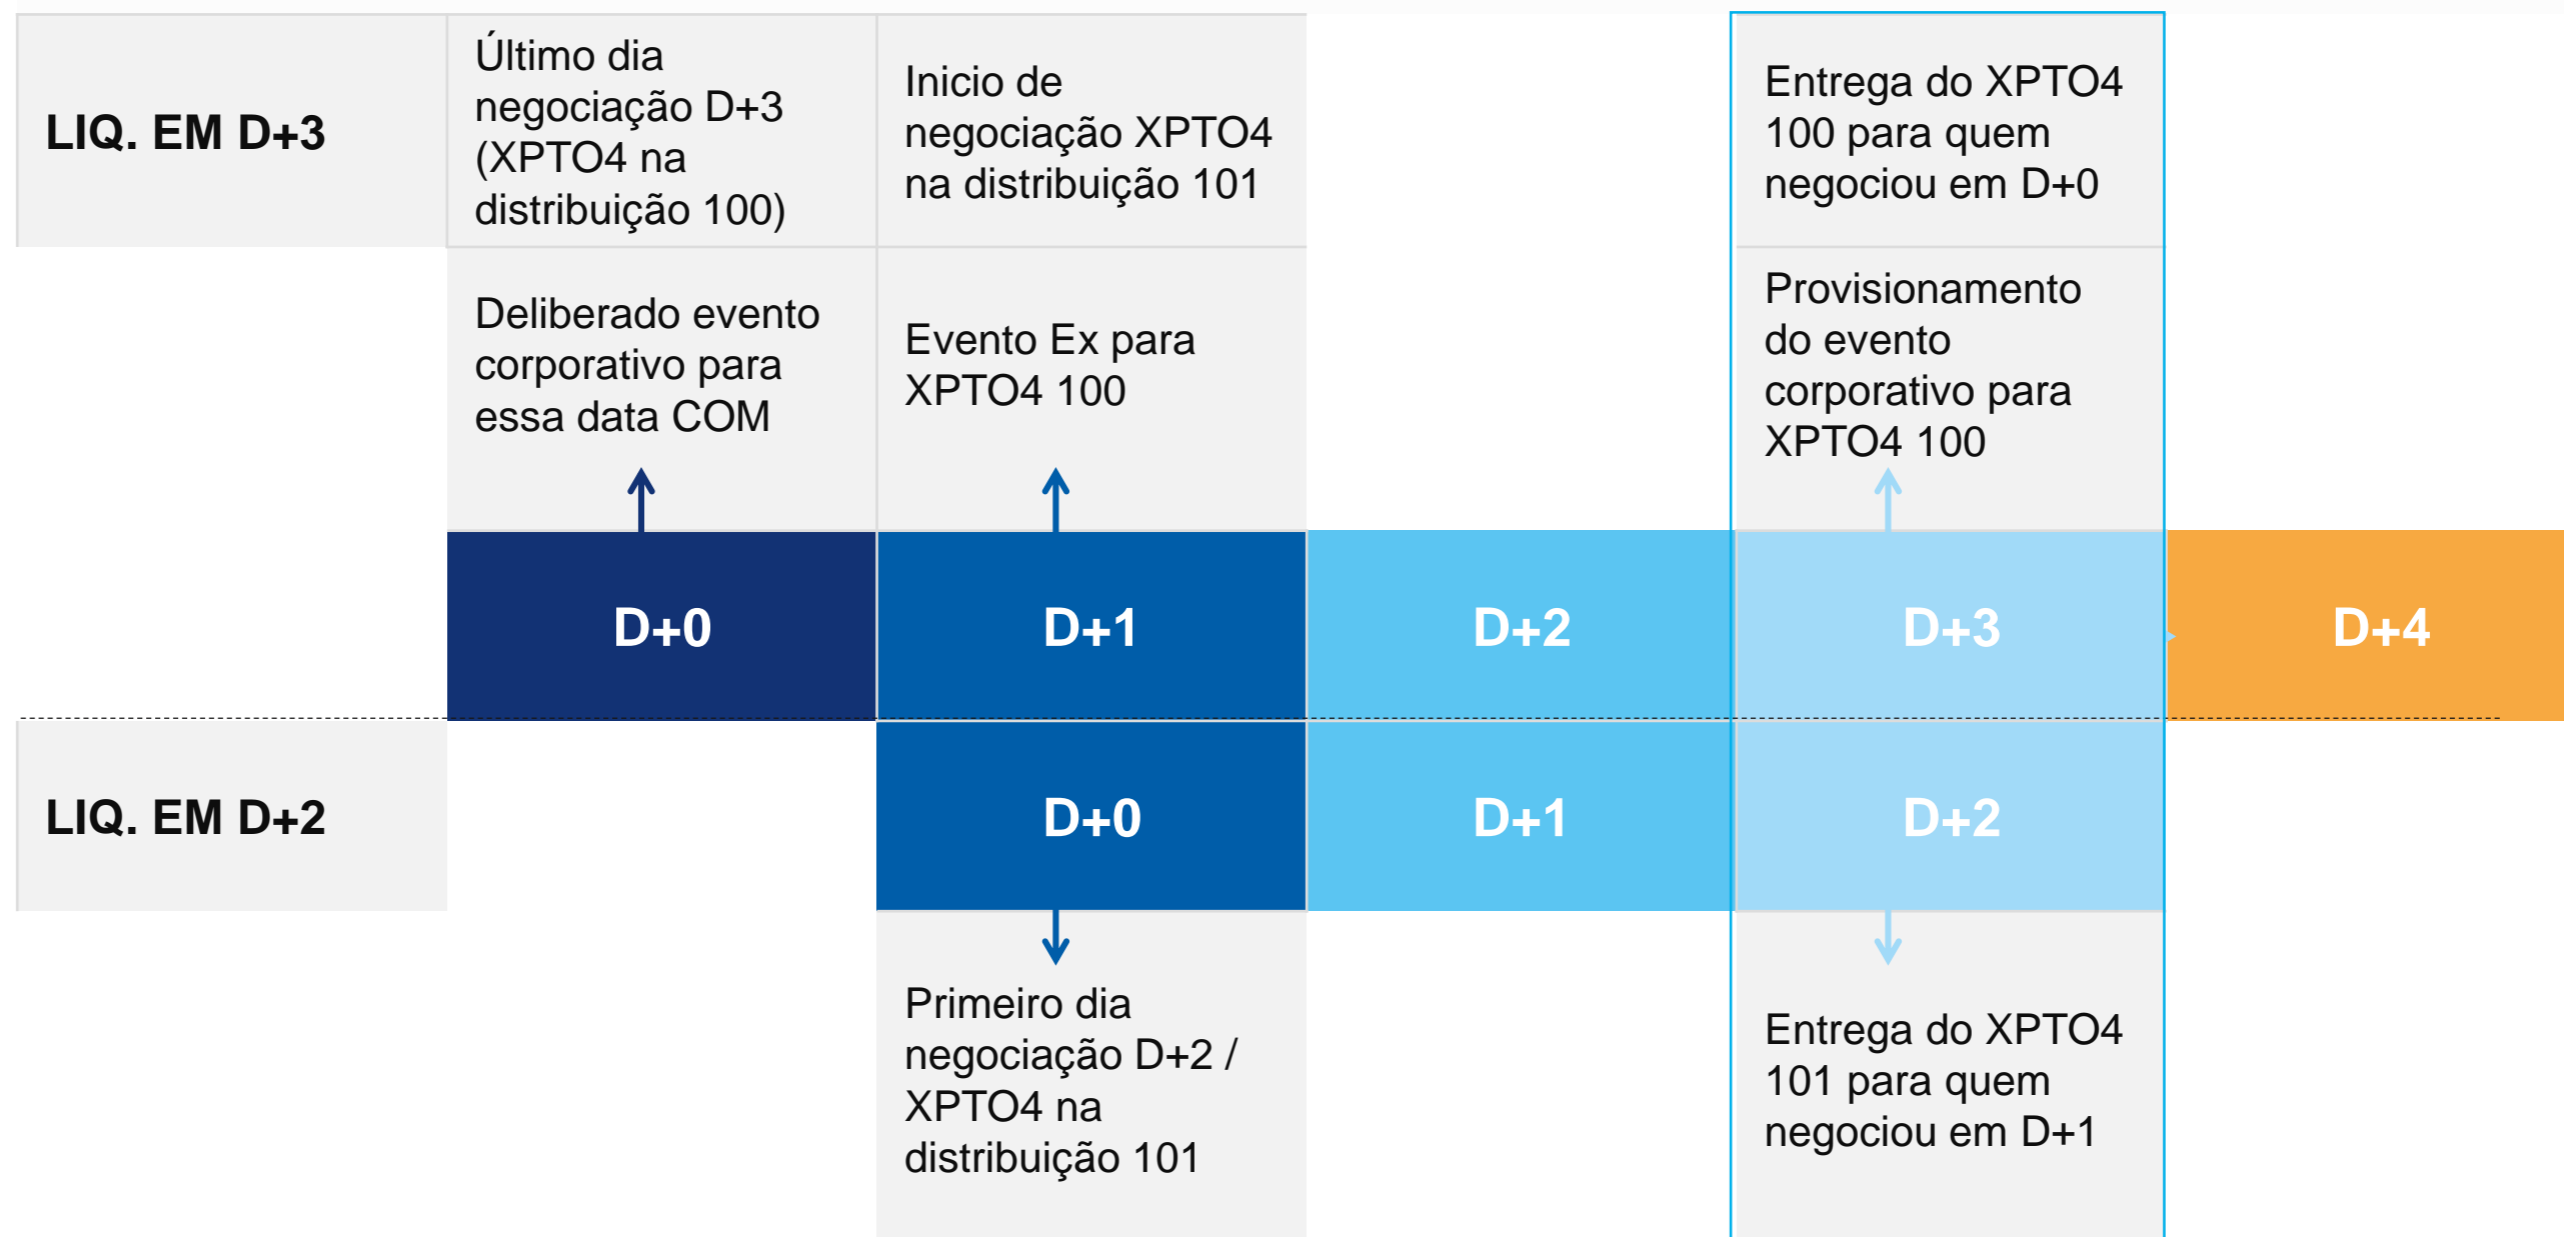 LIQ. EM D+3
Último dia
negociação D+3
(XPTO4 na
distribuição 100)
Inicio de
negociação XPTO4
na distribuição 101
Entrega do XPTO4
100 para quem
negociou em D+0
Deliberado evento
corporativo para
essa data COM
Evento Ex para
XPTO4 100
Provisionamento
do evento
corporativo para
XPTO4 100
D+0
D+1
D+2
D+3
D+4
LIQ. EM D+2
D+0
D+1
D+2
Primeiro dia
negociação D+2 /
XPTO4 na
distribuição 101
Entrega do XPTO4
101 para quem
negociou em D+1